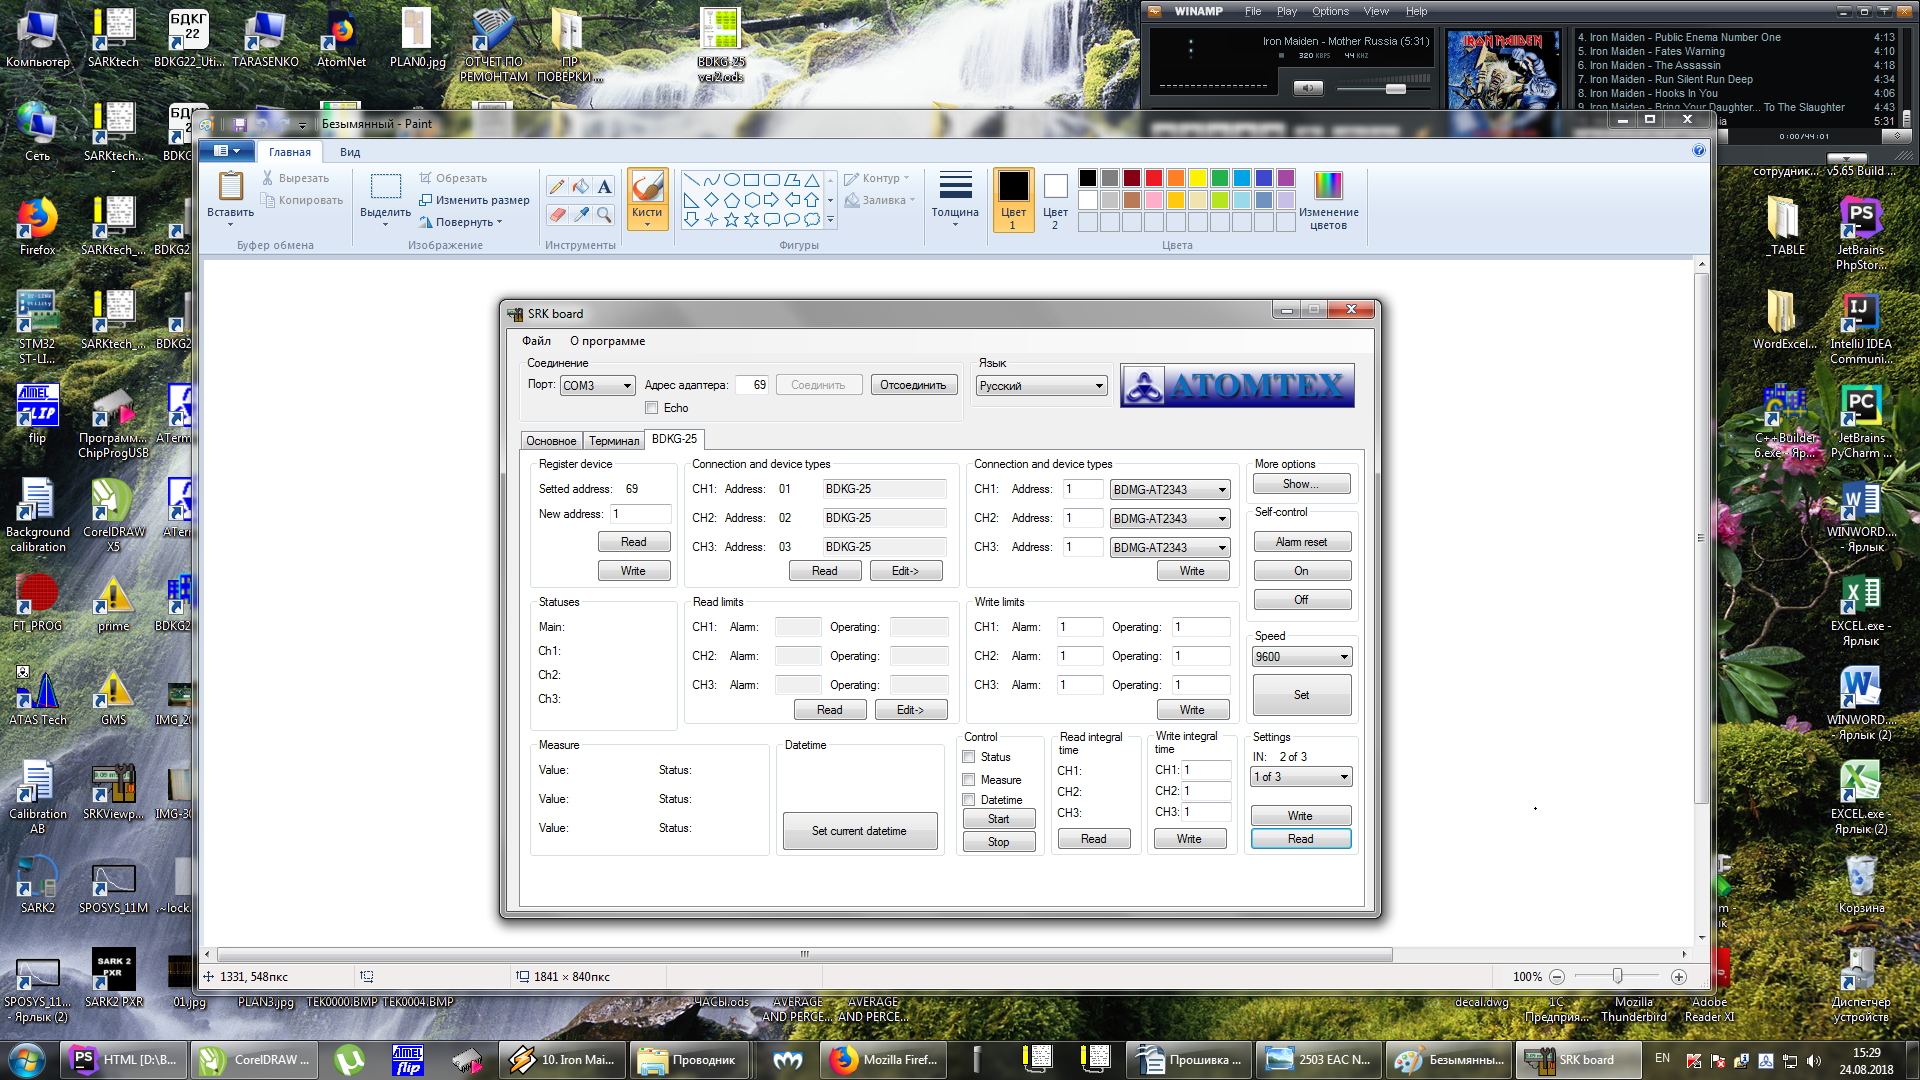 Компьютер
SARKtech
БДКГ 22
BDKG22_Uti...
TARASENKO
AtomNet
PLAN0.jpg
ОТЧЕТ ПО РЕМОНТАМ
ПР ПОВЕРКИ ...
BDKG-25 ver2.ods
WINAMP File Play Options View Help
Iron Maiden - Mother Russia (5:31)
320 KBPS 44 KHZ
4. Iron Maiden - Public Enema Number One 4:13
5. Iron Maiden - Fates Warning 4:10
6. Iron Maiden - The Assassin 4:18
7. Iron Maiden - Run Silent Run Deep 4:34
8. Iron Maiden - Hooks In You 4:06
9. Iron Maiden - Bring Your Daughter... To The Slaughter 4:43
5:31
0:00/44:01
IRON MAIDEN
Сеть
SARKtech... -
Firefox
SARKtech_...
BDKG2...
STM32 ST-LI...
SARKtech_...
BDKG2...
ATMEL FLIP
flip
Программ... ChipProgUSB
ATerm
Background calibration
CorelDRAW X5
ATerm
FT_PROG
prime
BDKG2
ATAS Tech
GMS
IMG_20
Calibration AB
SRKViewp...
IMG-30
SARK2
SPOSYS_11M
.~lock.
SPOSYS_11... - Ярлык (2)
SARK 2 PXR
SARK2 PXR
01.jpg
PLAN3.jpg
TEK0000.BMP
TEK0004.BMP
ЧАСЫ.ods
AVERAGE AND PERCE...
AVERAGE AND PERCE...
decal.dwg
1C Предприя...
Mozilla Thunderbird
Adobe Reader XI
Диспетчер устройств
сотрудник...
v5.65 Build ...
_TABLE
JetBrains PhpStor...
WordExcel...
IntelliJ IDEA Communi...
C++Builder 6.exe - Яр...
JetBrains PyCharm ...
WINWORD.... - Ярлык
EXCEL.exe - Ярлык
WINWORD.... - Ярлык (2)
EXCEL.exe - Ярлык (2)
Корзина
Безымянный - Paint
Главная Вид
Вставить
Вырезать
Копировать
Буфер обмена
Выделить
Обрезать
Изменить размер
Повернуть
Изображение
Инструменты
Кисти
Контур
Заливка
Фигуры
Толщина
Цвет 1
Цвет 2
Изменение цветов
Цвета
SRK board
Файл О программе
Соединение
Порт: COM3 Адрес адаптера: 69 Соединить Отсоединить
Echo
Язык
Русский
ATOMTEX
Основное Терминал BDKG-25
Register device
Setted address: 69
New address: 1
Read
Write
Connection and device types
CH1: Address: 01 BDKG-25
CH2: Address: 02 BDKG-25
CH3: Address: 03 BDKG-25
Read Edit->
Connection and device types
CH1: Address: 1 BDMG-AT2343
CH2: Address: 1 BDMG-AT2343
CH3: Address: 1 BDMG-AT2343
Write
More options
Show...
Self-control
Alarm reset
On
Off
Statuses
Main:
Ch1:
Ch2:
Ch3:
Read limits
CH1: Alarm: Operating:
CH2: Alarm: Operating:
CH3: Alarm: Operating:
Read Edit->
Write limits
CH1: Alarm: 1 Operating: 1
CH2: Alarm: 1 Operating: 1
CH3: Alarm: 1 Operating: 1
Write
Speed
9600
Set
Measure
Value: Status:
Value: Status:
Value: Status:
Datetime
Set current datetime
Control
Status
Measure
Datetime
Start
Stop
Read integral time
CH1:
CH2:
CH3:
Read
Write integral time
CH1: 1
CH2: 1
CH3: 1
Write
Settings
IN: 2 of 3
1 of 3
Write
Read
1331, 548пкс
1841 × 840пкс
100%
HTML [D:\B...
CorelDRAW ...
10. Iron Mai...
Проводник
Mozilla Firef...
Прошивка ...
2503 EAC N...
Безымянны...
SRK board
EN
15:29
24.08.2018